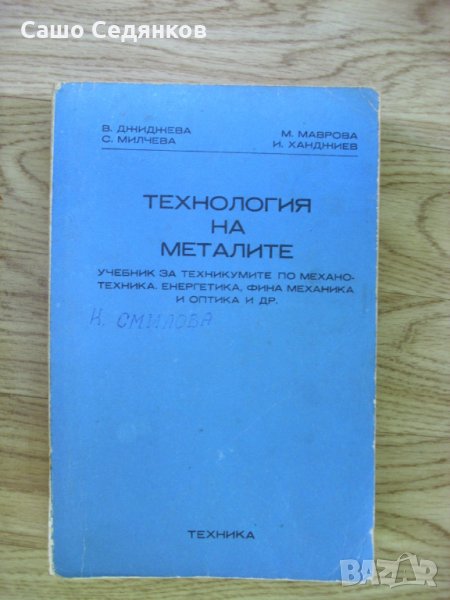 Сашо Седянков
В. ДЖИДЖЕВА М. МАВРОВА
С. МИЛЧЕВА И. ХАНДЖИЕВ
ТЕХНОЛОГИЯ
НА
МЕТАЛИТЕ
УЧЕБНИК ЗА ТЕХНИКУМИТЕ ПО МЕХАНО-
ТЕХНИКА, ЕНЕРГЕТИКА, ФИНА МЕХАНИКА
И ОПТИКА И ДР.
К. СМИЛОВА
ТЕХНИКА
BAZAR